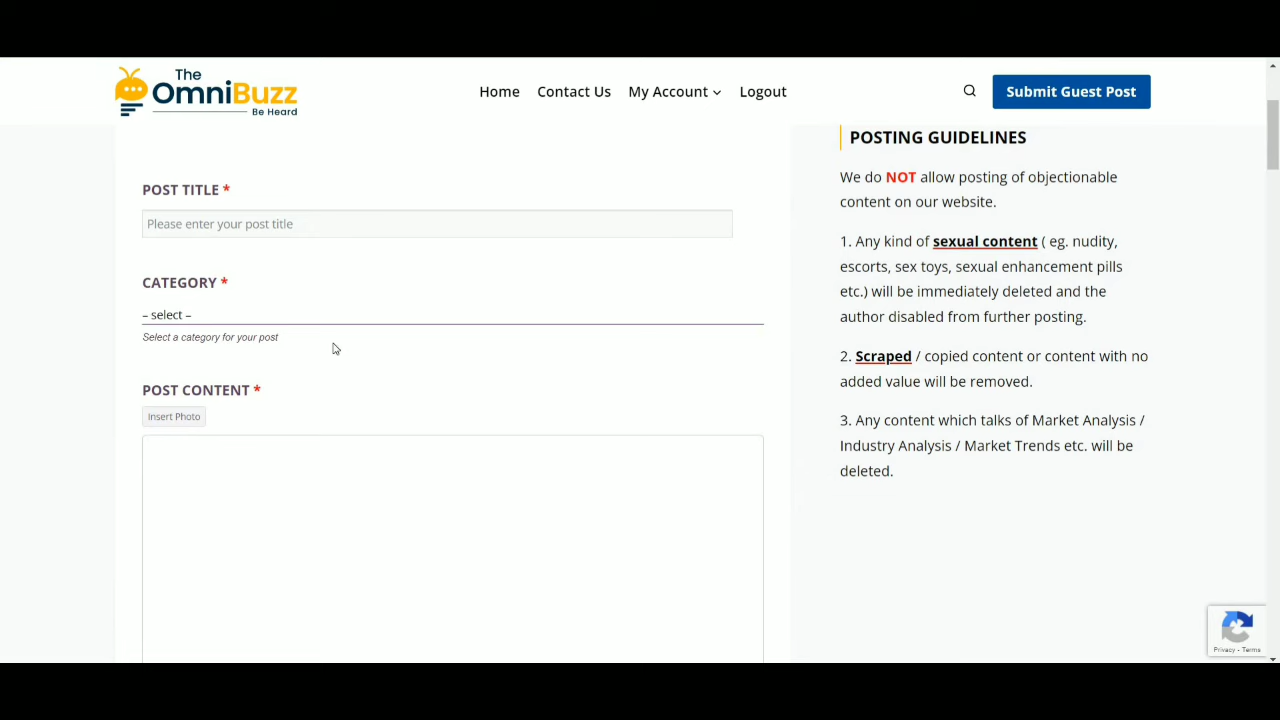 The
OmniBuzz
Be Heard
Home Contact Us My Account Logout
Submit Guest Post
POST TITLE *
Please enter your post title
CATEGORY *
– select –
Select a category for your post
POST CONTENT *
Insert Photo
POSTING GUIDELINES
We do NOT allow posting of objectionable
content on our website.
1. Any kind of sexual content ( eg. nudity,
escorts, sex toys, sexual enhancement pills
etc.) will be immediately deleted and the
author disabled from further posting.
2. Scraped / copied content or content with no
added value will be removed.
3. Any content which talks of Market Analysis /
Industry Analysis / Market Trends etc. will be
deleted.
Privacy - Terms